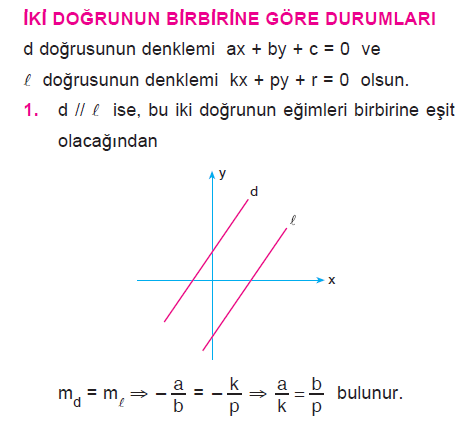 İKİ DOĞRUNUN BİRBİRİNE GÖRE DURUMLARI
d doğrusunun denklemi ax + by + c = 0 ve
ℓ doğrusunun denklemi kx + py + r = 0 olsun.
1. d // ℓ ise, bu iki doğrunun eğimleri birbirine eşit
olacağından
y
d
ℓ
x
m_d = m_ℓ ⇒ − a/b = − k/p ⇒ a/k = b/p bulunur.